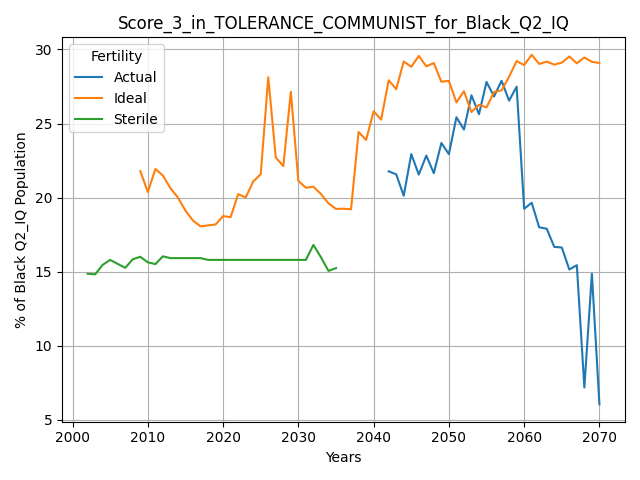 Score_3_in_TOLERANCE_COMMUNIST_for_Black_Q2_IQ
Fertility
Actual
Ideal
Sterile
% of Black Q2_IQ Population
30
25
20
15
10
5
2000 2010 2020 2030 2040 2050 2060 2070
Years